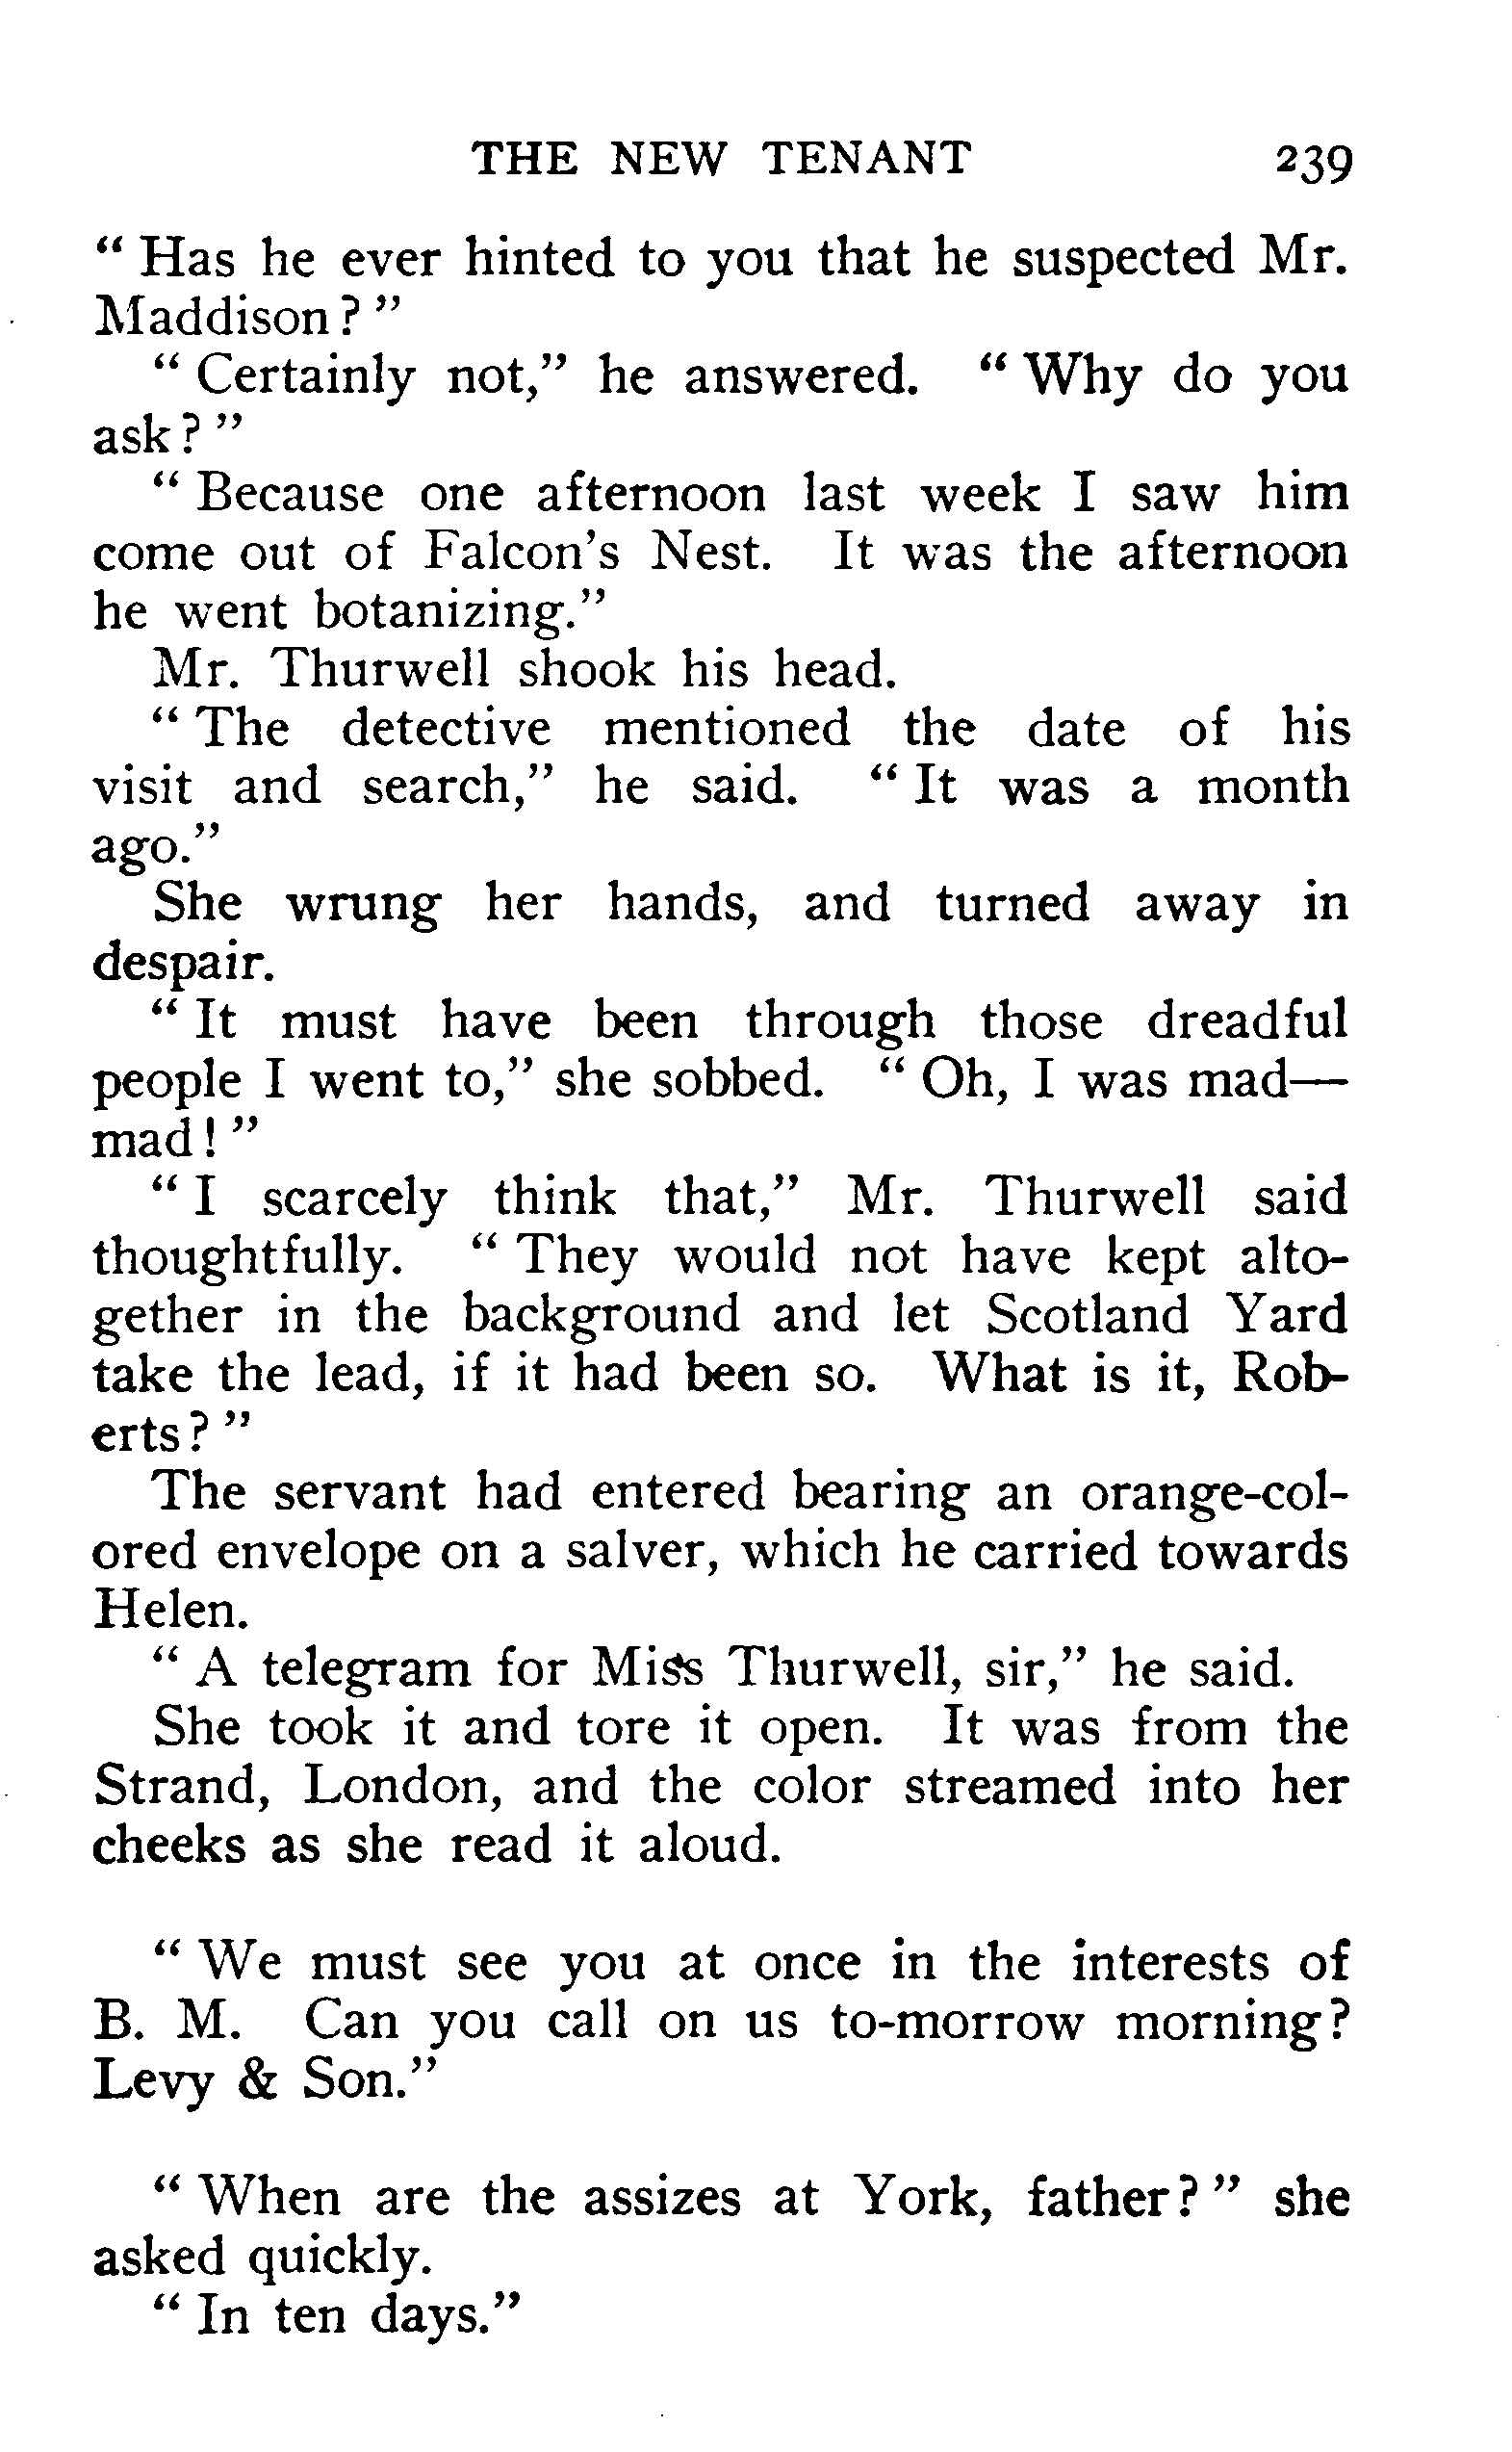 THE NEW TENANT 239
“ Has he ever hinted to you that he suspected Mr.
Maddison? ”
“ Certainly not,” he answered. “ Why do you
ask? ”
“ Because one afternoon last week I saw him
come out of Falcon's Nest. It was the afternoon
he went botanizing.”
Mr. Thurwell shook his head.
“ The detective mentioned the date of his
visit and search,” he said. “ It was a month
ago.”
She wrung her hands, and turned away in
despair.
“ It must have been through those dreadful
people I went to,” she sobbed. “ Oh, I was mad—
mad! ”
“ I scarcely think that,” Mr. Thurwell said
thoughtfully. “ They would not have kept alto-
gether in the background and let Scotland Yard
take the lead, if it had been so. What is it, Rob-
erts? ”
The servant had entered bearing an orange-col-
ored envelope on a salver, which he carried towards
Helen.
“ A telegram for Miss Thurwell, sir,” he said.
She took it and tore it open. It was from the
Strand, London, and the color streamed into her
cheeks as she read it aloud.
“ We must see you at once in the interests of
B. M. Can you call on us to-morrow morning?
Levy & Son.”
“ When are the assizes at York, father? ” she
asked quickly.
“ In ten days.”